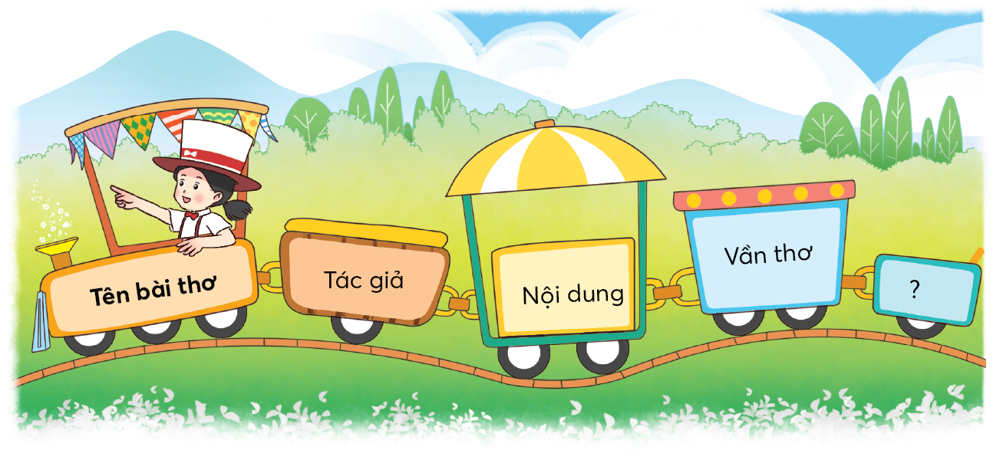 Tên bài thơ
Tác giả
Nội dung
Vần thơ
?